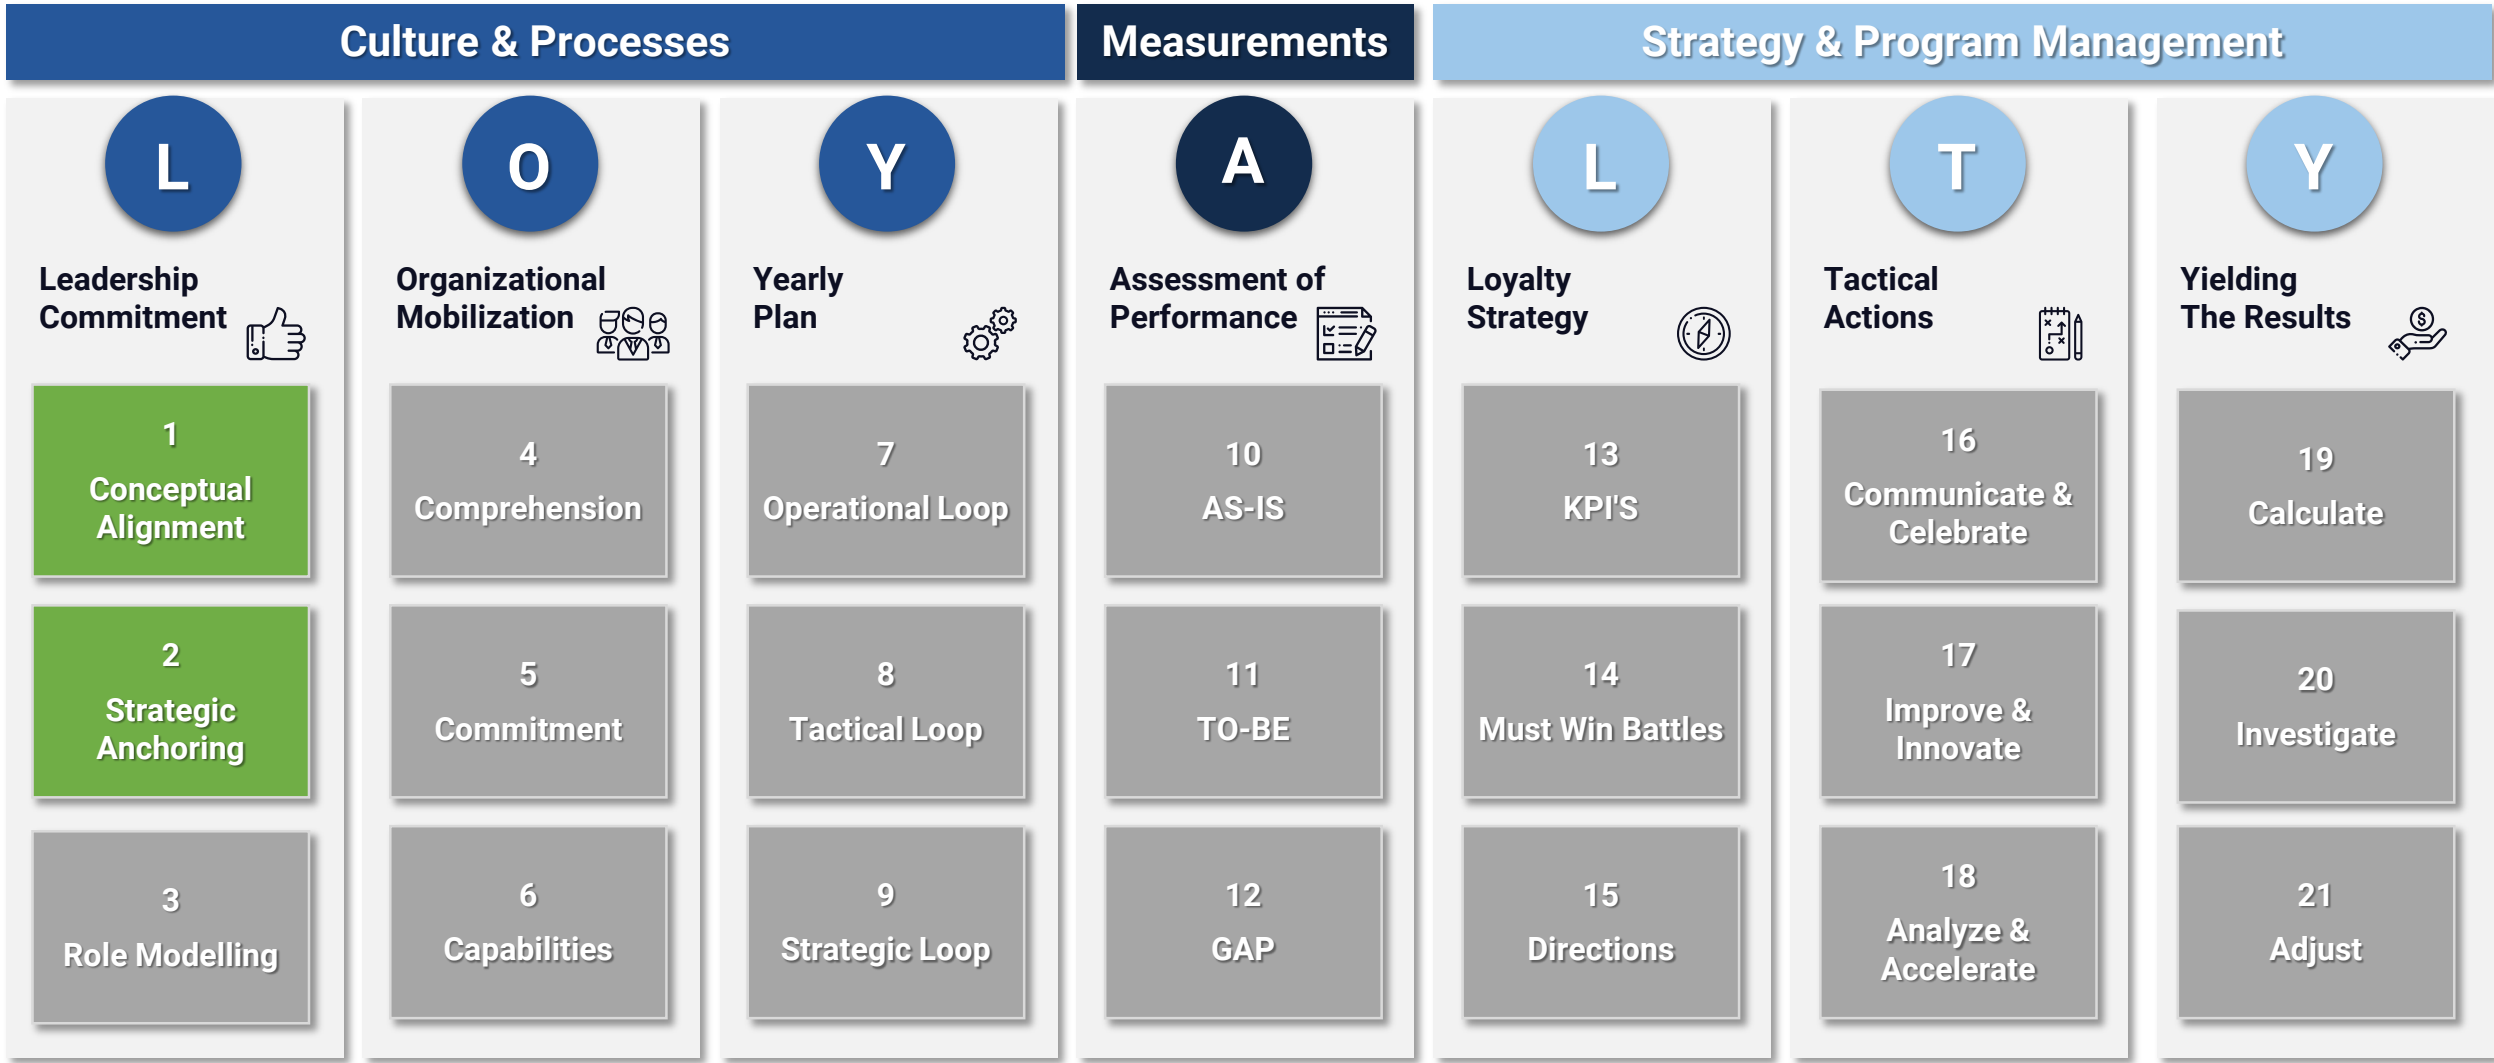 Culture & Processes
Measurements
Strategy & Program Management
L
Leadership
Commitment
1
Conceptual
Alignment
2
Strategic
Anchoring
3
Role Modelling
O
Organizational
Mobilization
4
Comprehension
5
Commitment
6
Capabilities
Y
Yearly
Plan
7
Operational Loop
8
Tactical Loop
9
Strategic Loop
A
Assessment of
Performance
10
AS-IS
11
TO-BE
12
GAP
L
Loyalty
Strategy
13
KPI'S
14
Must Win Battles
15
Directions
T
Tactical
Actions
16
Communicate &
Celebrate
17
Improve &
Innovate
18
Analyze &
Accelerate
Y
Yielding
The Results
$
19
Calculate
20
Investigate
21
Adjust